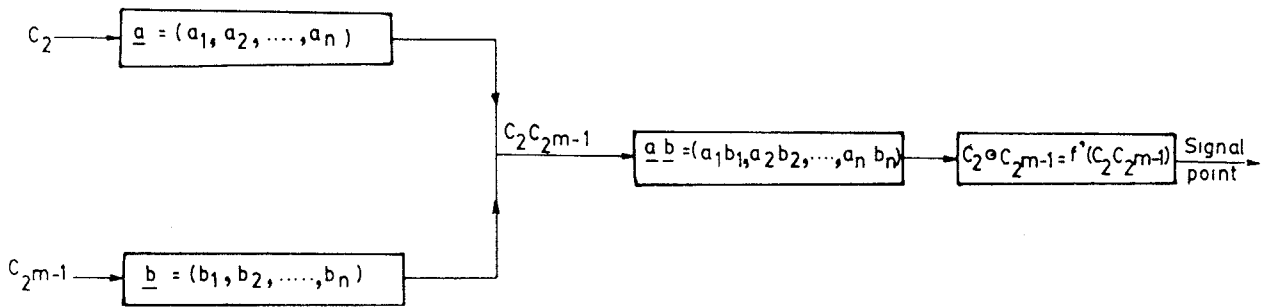 C₂
a = (a₁, a₂, ...., aₙ)
C₂C₂m-1
a b =(a₁b₁,a₂b₂,...,aₙ bₙ)
C₂ ⊙ C₂m-1 = f'(C₂C₂m-1)
Signal
point
C₂m-1
b = (b₁, b₂, ....., bₙ)